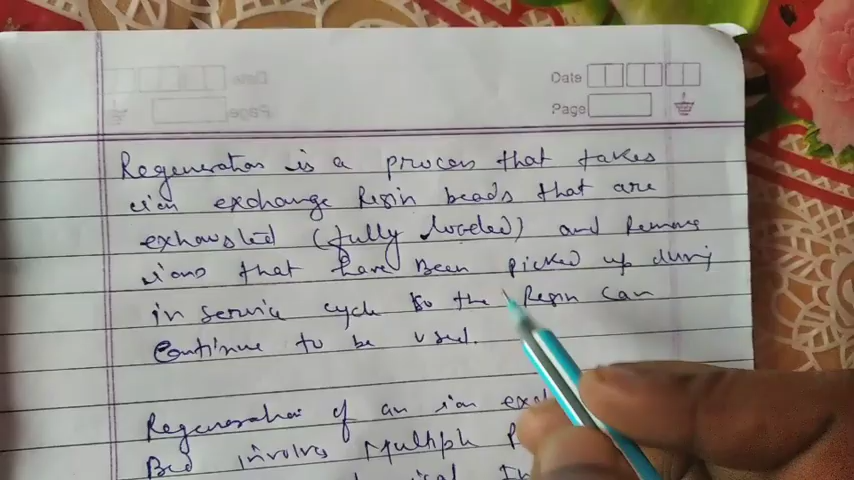 Date
Page
Regeneration is a process that takes
ion exchange Resin beads that are
exhausted (fully loaded) and Remove
ions that have Been picked up during
in service cycle so the Resin can
continue to be used.
Regeneration of an ion
Bed involves Multiple